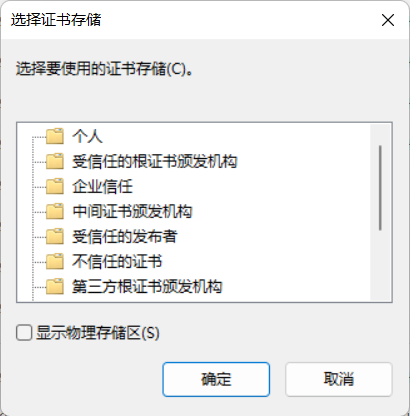 选择证书存储
选择要使用的证书存储(C)。
个人
受信任的根证书颁发机构
企业信任
中间证书颁发机构
受信任的发布者
不信任的证书
第三方根证书颁发机构
显示物理存储区(S)
确定
取消